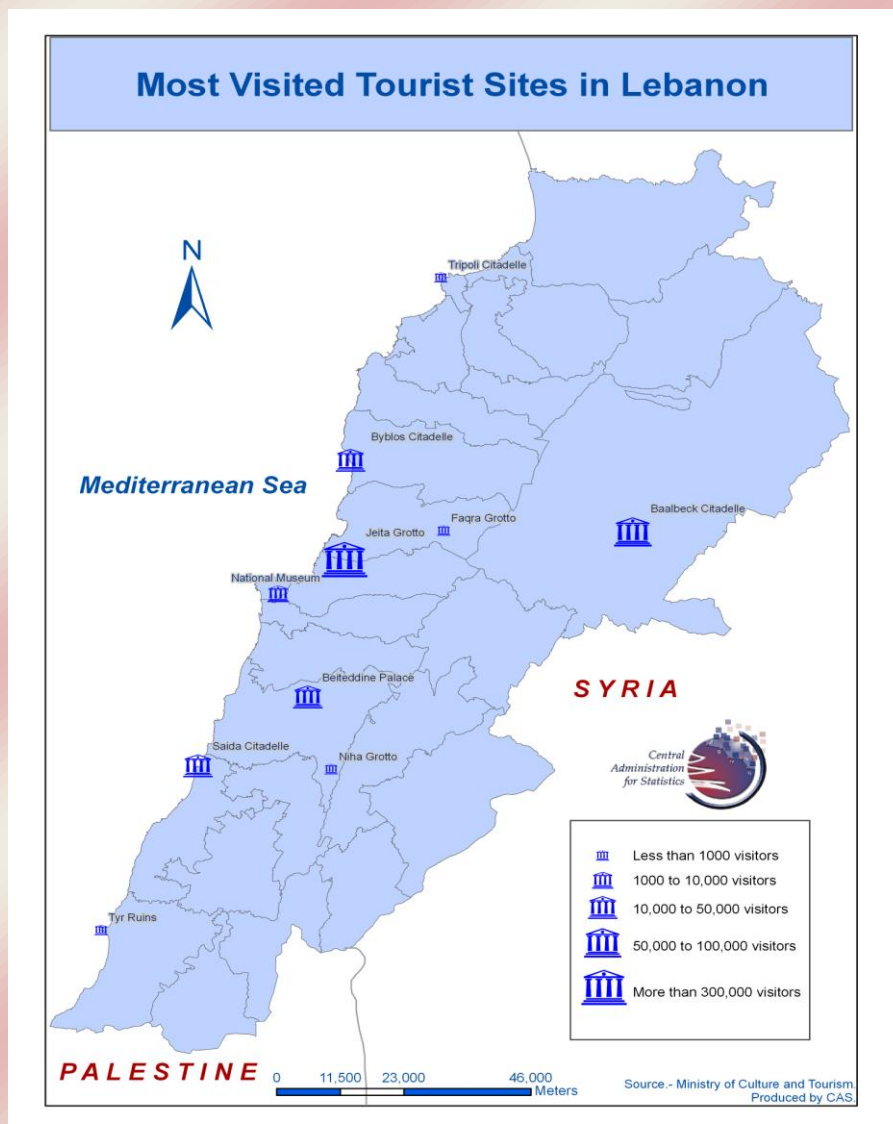 Most Visited Tourist Sites in Lebanon
N
Tripoli Citadelle
Byblos Citadelle
Mediterranean Sea
Baalbeck Citadelle
Faqra Grotto
Jeita Grotto
National Museum
Beiteddine Palace
SYRIA
Saida Citadelle
Niha Grotto
Central
Administration
for Statistics
Less than 1000 visitors
1000 to 10,000 visitors
10,000 to 50,000 visitors
50,000 to 100,000 visitors
More than 300,000 visitors
Tyr Ruins
PALESTINE
0 11,500 23,000 46,000
Meters
Source.- Ministry of Culture and Tourism.
Produced by CAS.